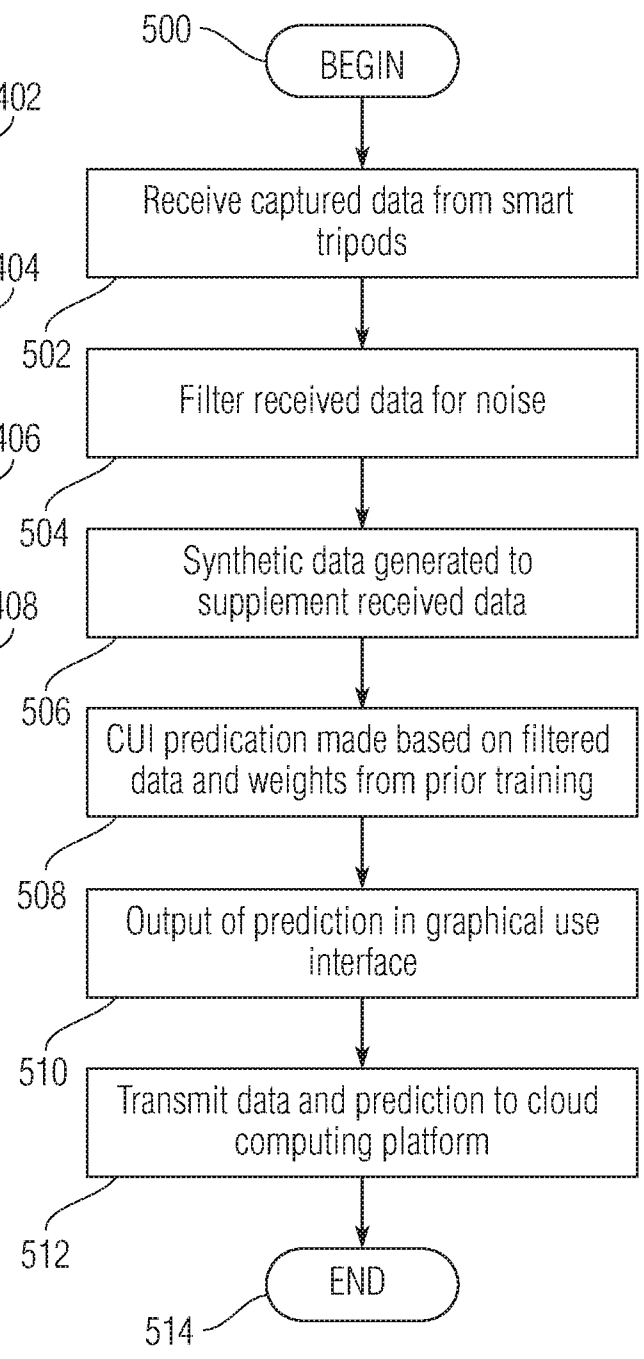 500
BEGIN
402
Receive captured data from smart
tripods
404
502
Filter received data for noise
406
504
Synthetic data generated to
supplement received data
408
506
CUI predication made based on filtered
data and weights from prior training
508
Output of prediction in graphical use
interface
510
Transmit data and prediction to cloud
computing platform
512
END
514